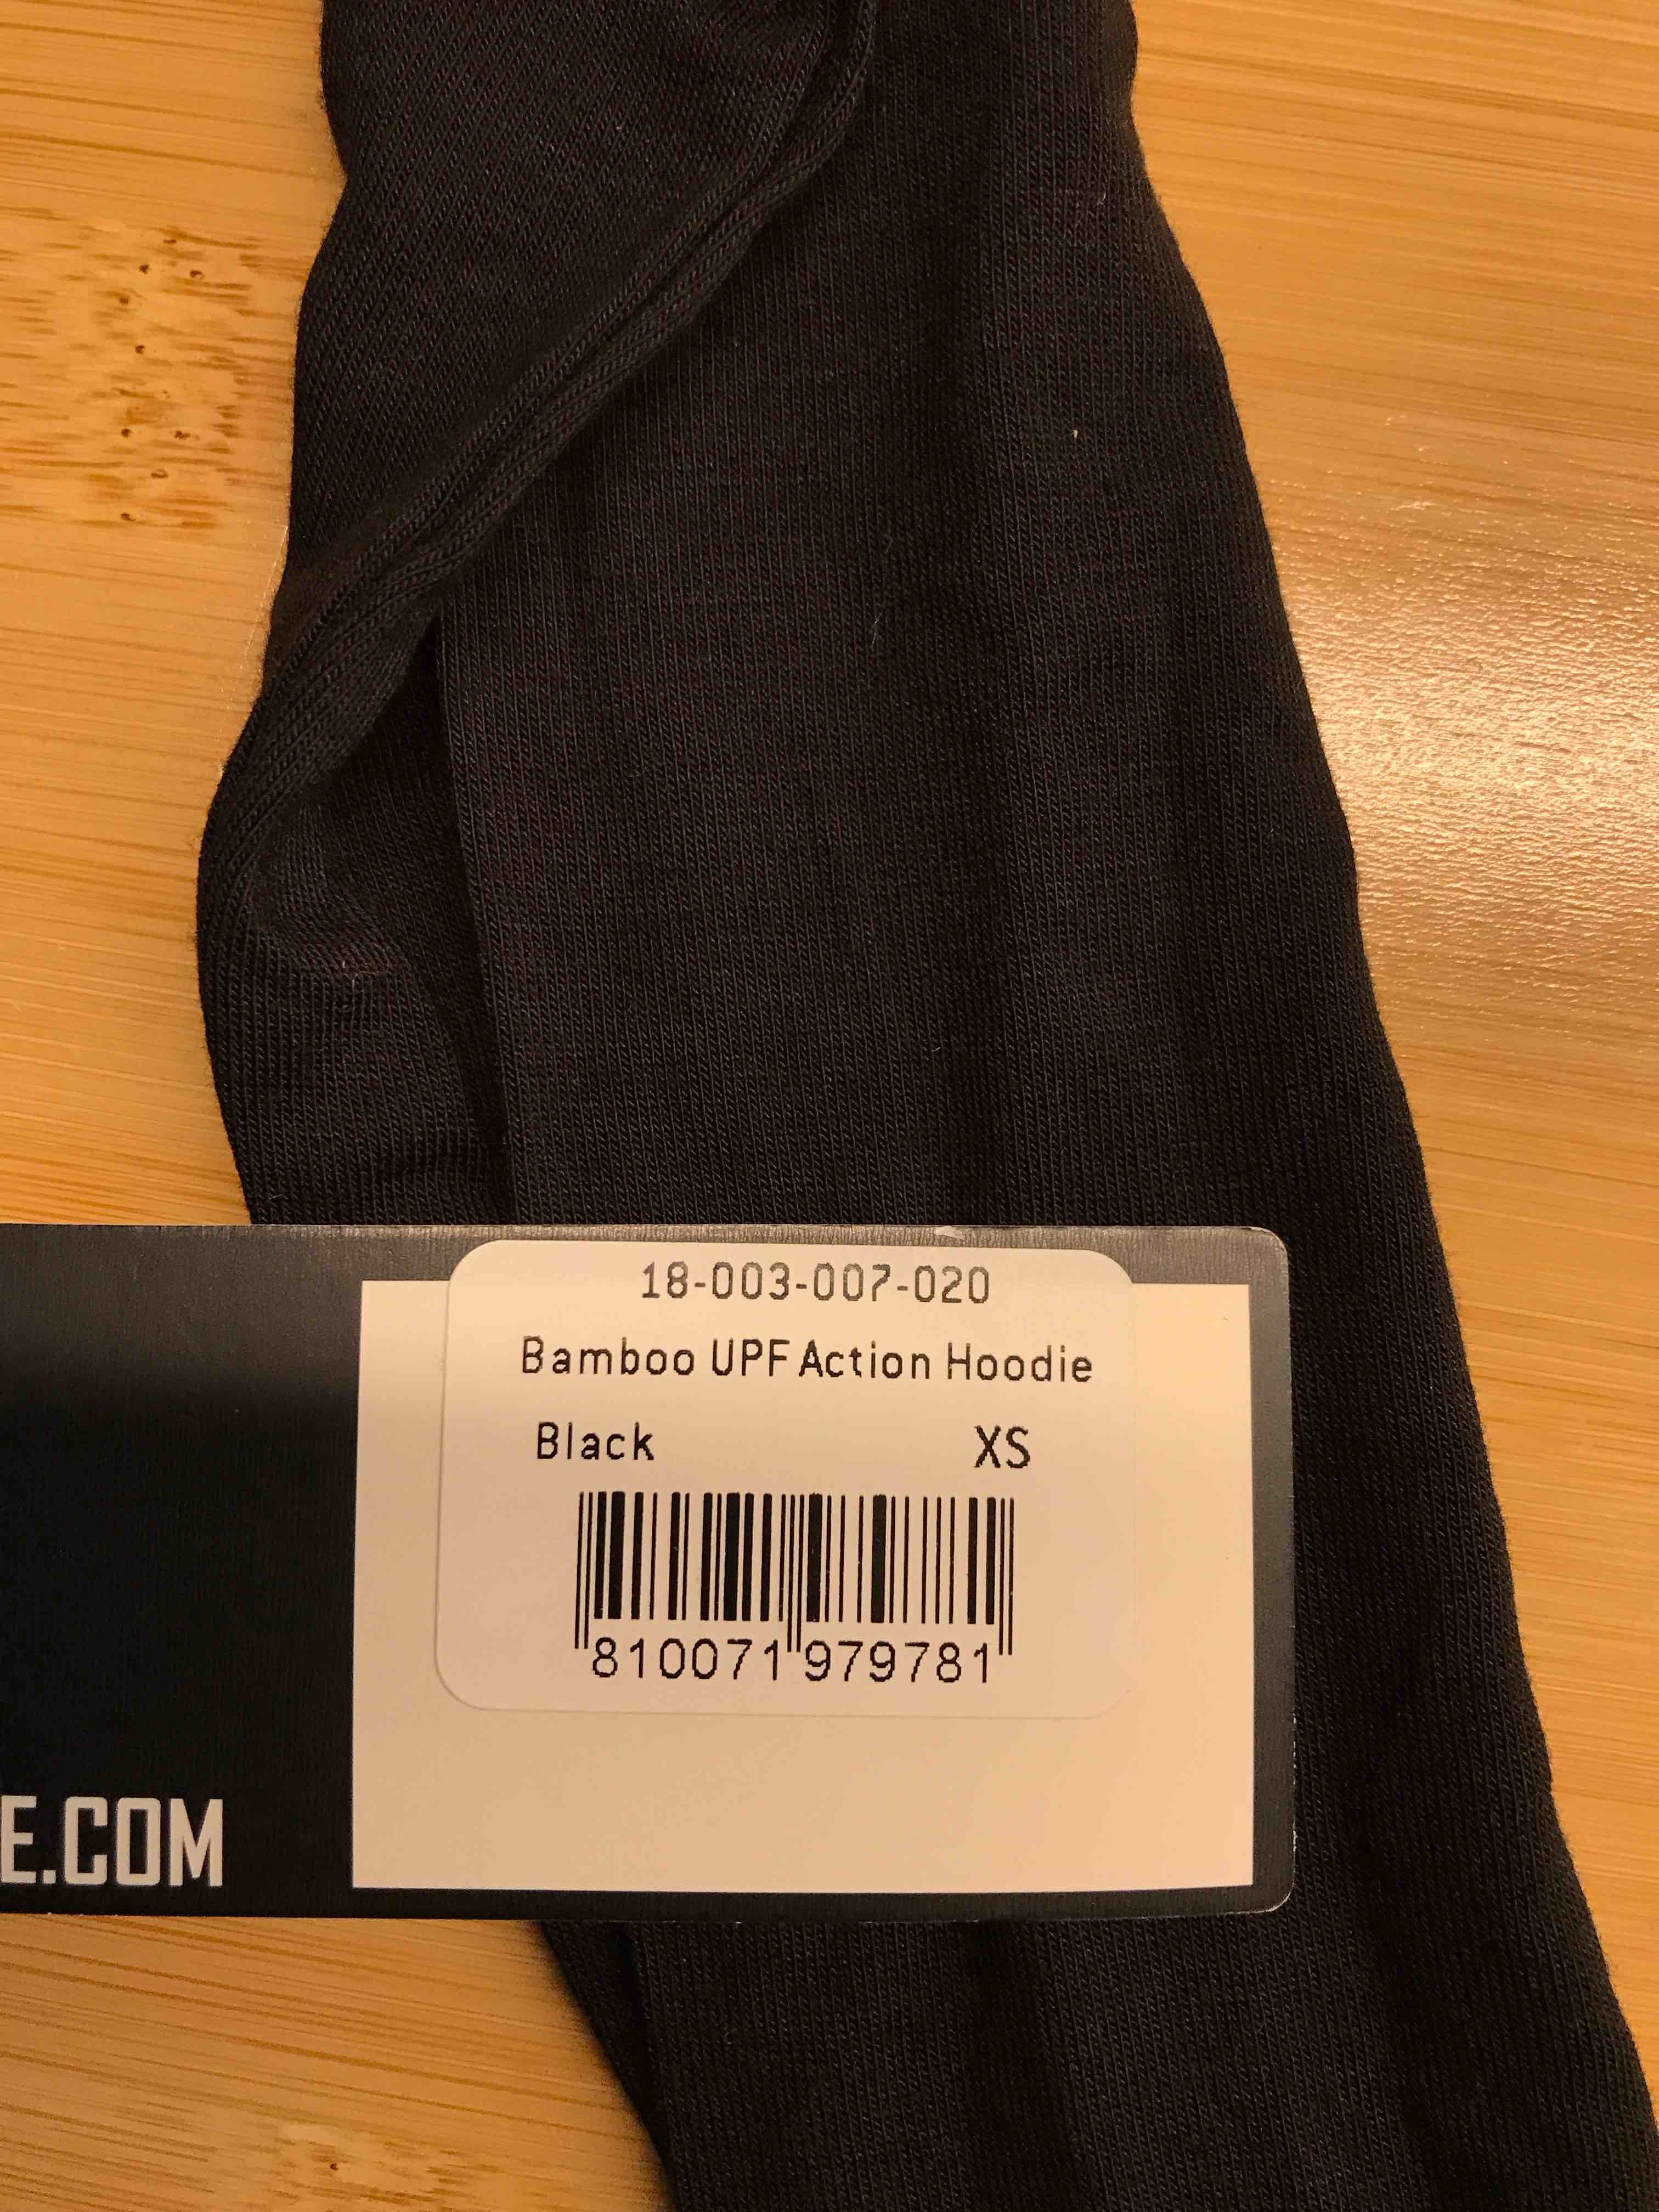 18-003-007-020
Bamboo UPF Action Hoodie
Black XS
810071 979781
E.COM